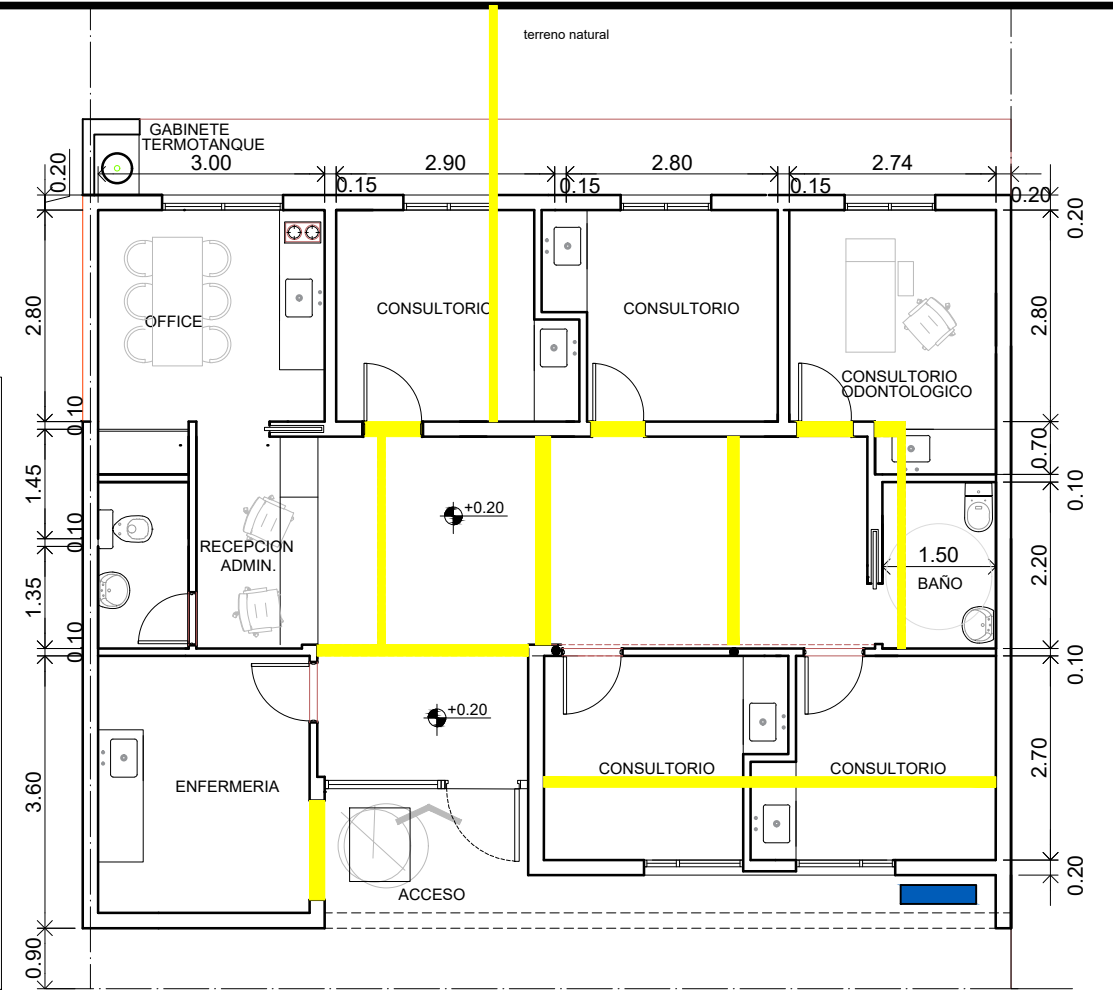 terreno natural
GABINETE
TERMOTANQUE
3.00
2.90
2.80
2.74
0.20
0.15
0.15
0.15
0.20
0.20
2.80
OFFICE
CONSULTORIO
CONSULTORIO
CONSULTORIO
ODONTOLOGICO
2.80
0.10
0.70
1.45
+0.20
0.10
0.10
RECEPCION
ADMIN.
1.50
BAÑO
2.20
1.35
0.10
0.10
+0.20
3.60
ENFERMERIA
CONSULTORIO
CONSULTORIO
2.70
ACCESO
0.20
0.90